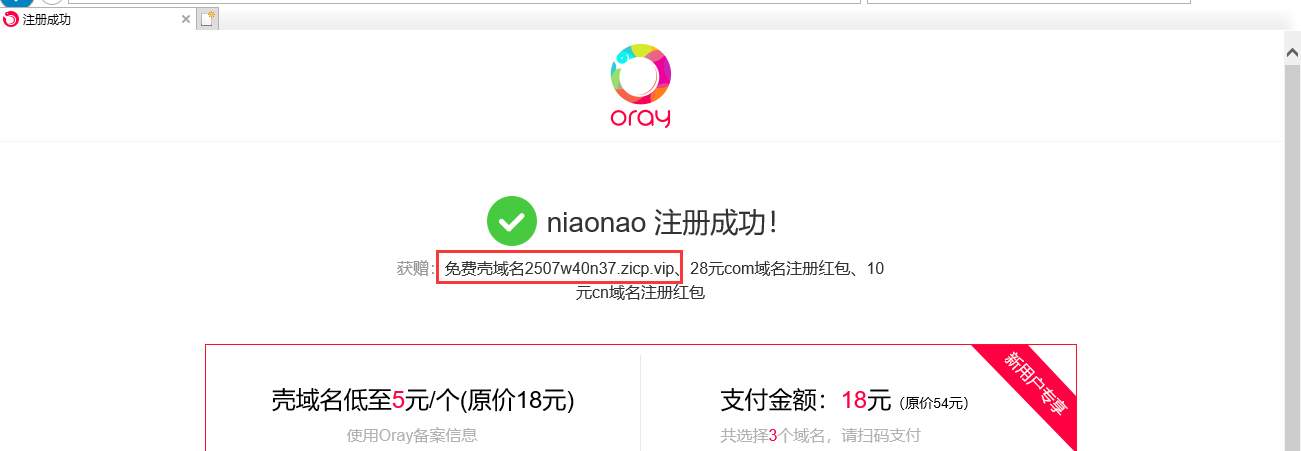 注册成功
oray
niaonao 注册成功！
获赠：免费壳域名2507w40n37.zicp.vip、28元com域名注册红包、10
元cn域名注册红包
新用户专享
壳域名低至5元/个(原价18元)
使用Oray备案信息
支付金额：18元（原价54元）
共选择3个域名，请扫码支付